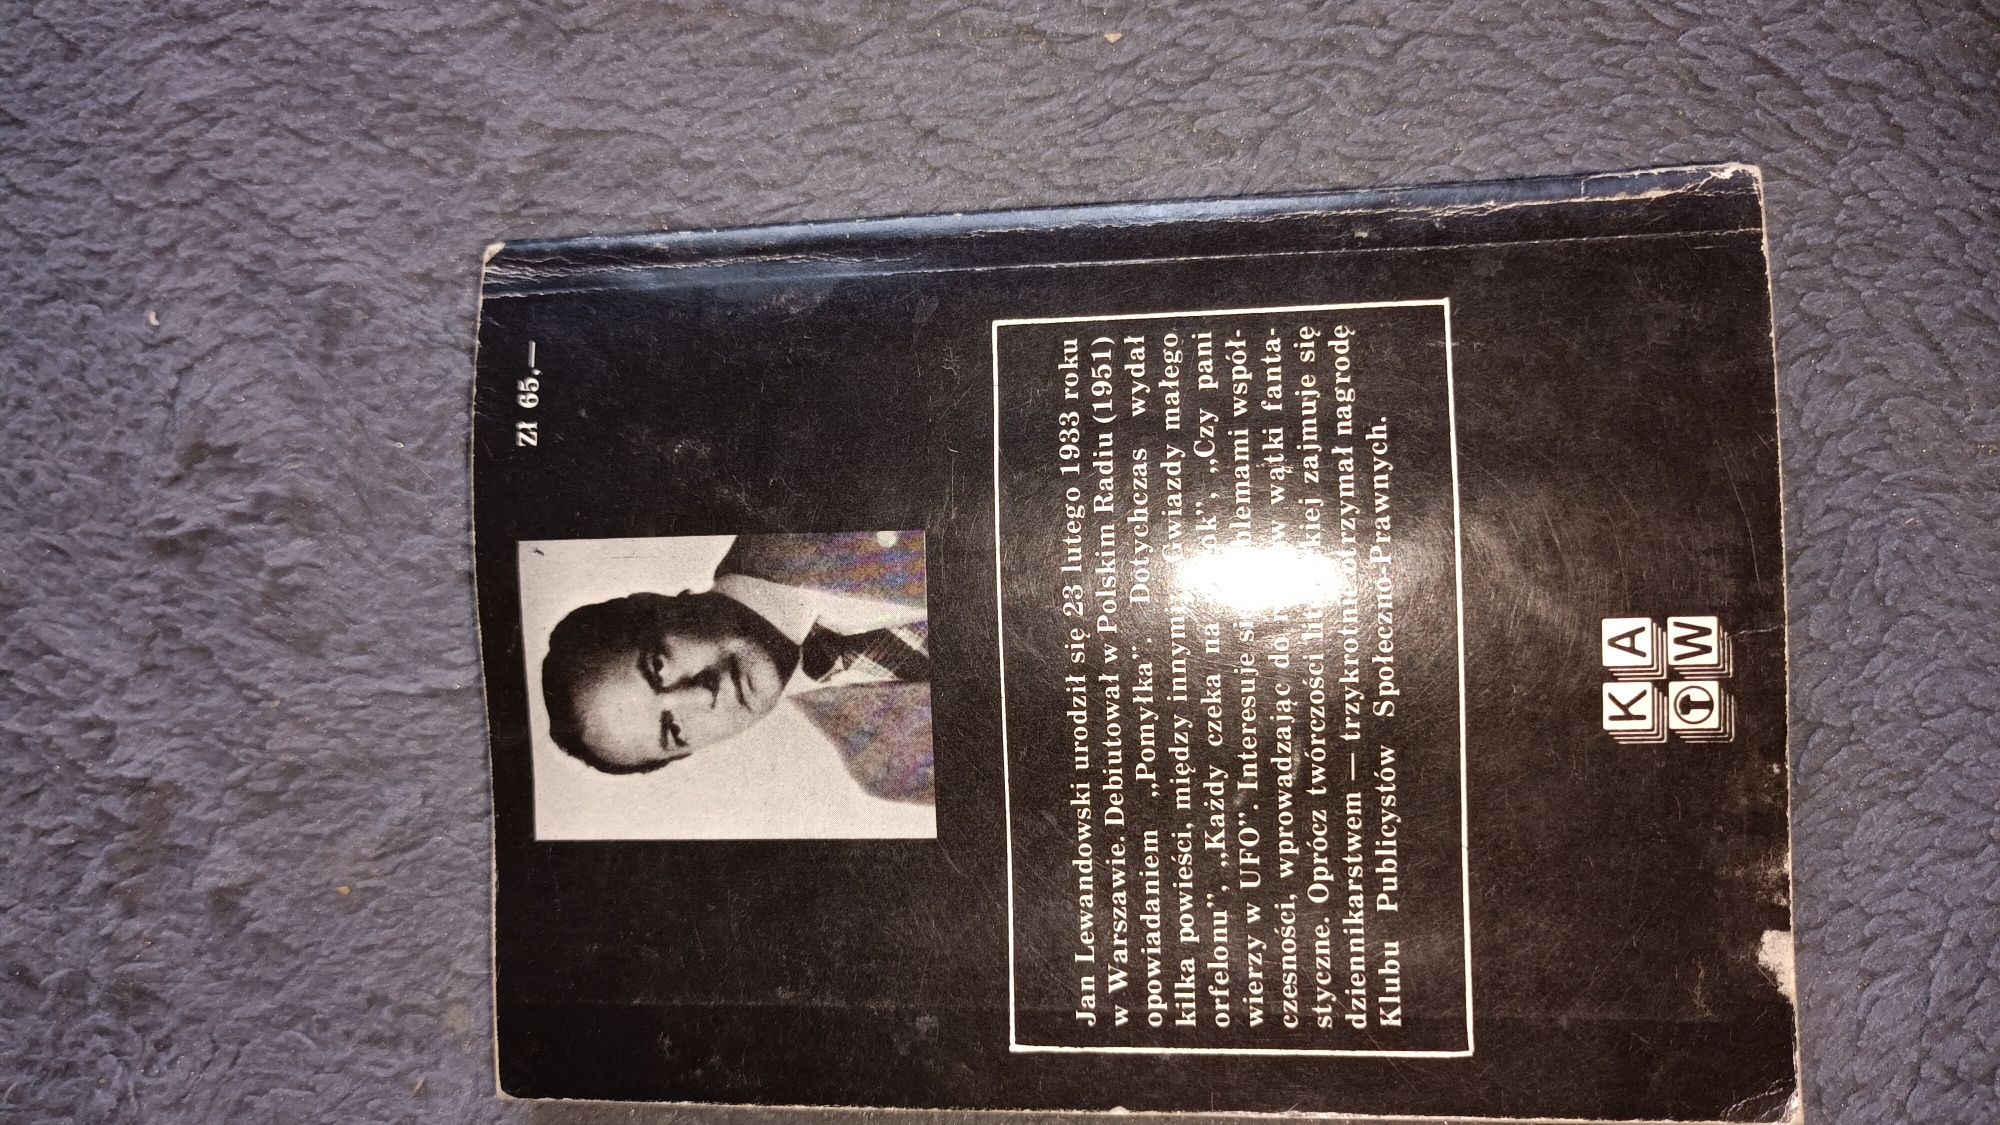 zł 65,—
Jan Lewandowski urodził się 23 lutego 1933 roku
w Warszawie. Debiutował w Polskim Radiu (1951)
opowiadaniem „Pomyłka”. Dotychczas wydał
kilka powieści, między innymi Gwiazdy małego
orfelonu”, „Każdy czeka na „Czy pani
wierzy w UFO”. Interesuje współ-
czesności, wprowadzając do wątki fanta-
styczne. Oprócz twórczości zajmuje się
dziennikarstwem — trzykrotnie otrzymał nagrodę
Klubu Publicystów Społeczno-Prawnych.
K A
W